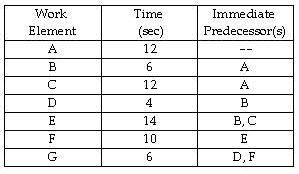 Work Time Immediate
Element (sec) Predecessor(s)
A 12 --
B 6 A
C 12 A
D 4 B
E 14 B, C
F 10 E
G 6 D, F